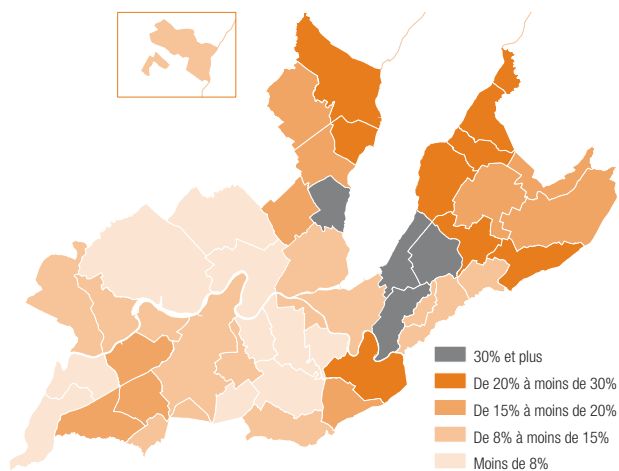 30% et plus
De 20% à moins de 30%
De 15% à moins de 20%
De 8% à moins de 15%
Moins de 8%